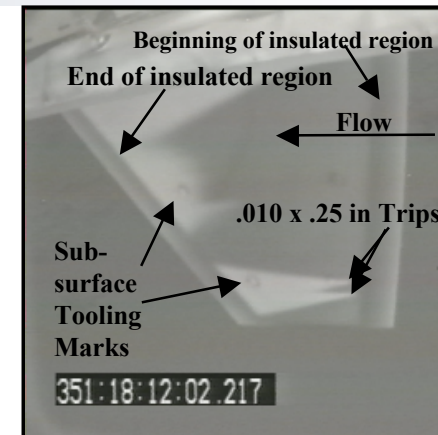 Beginning of insulated region
End of insulated region
Flow
.010 x .25 in Trips
Sub-
surface
Tooling
Marks
351:18:12:02.217